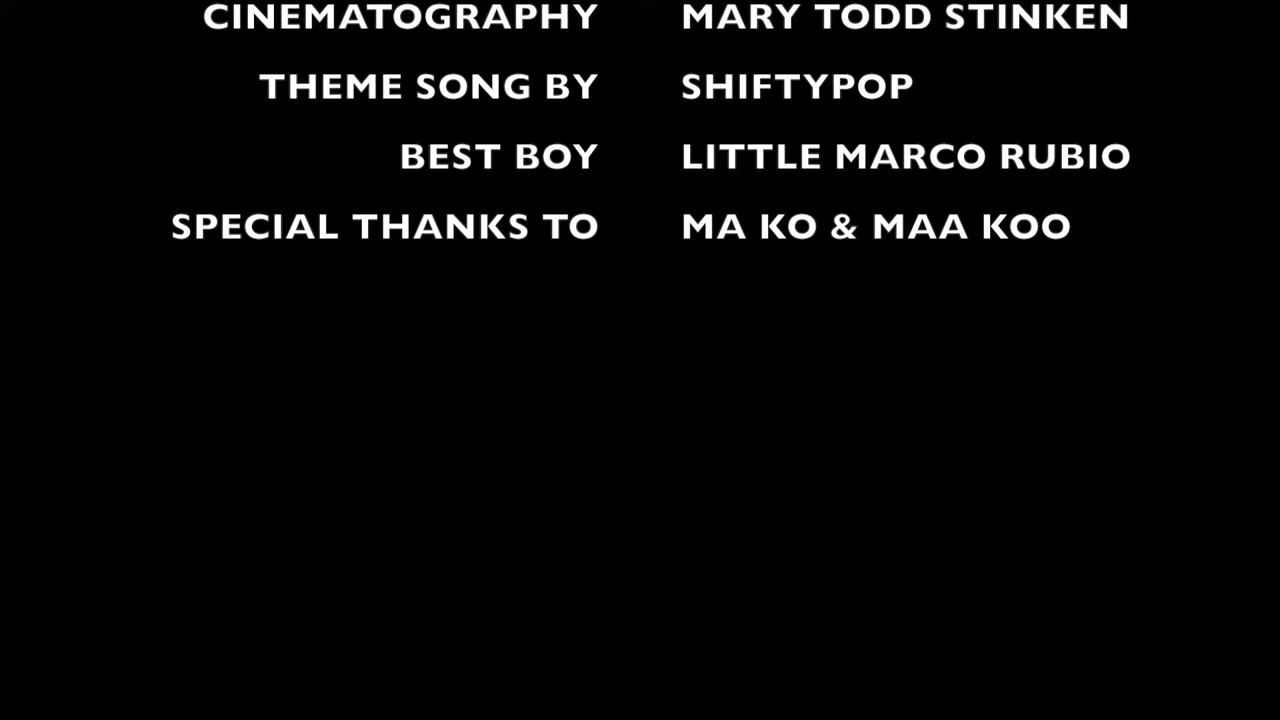 CINEMATOGRAPHY MARY TODD STINKEN
THEME SONG BY SHIFTYPOP
BEST BOY LITTLE MARCO RUBIO
SPECIAL THANKS TO MA KO & MAA KOO